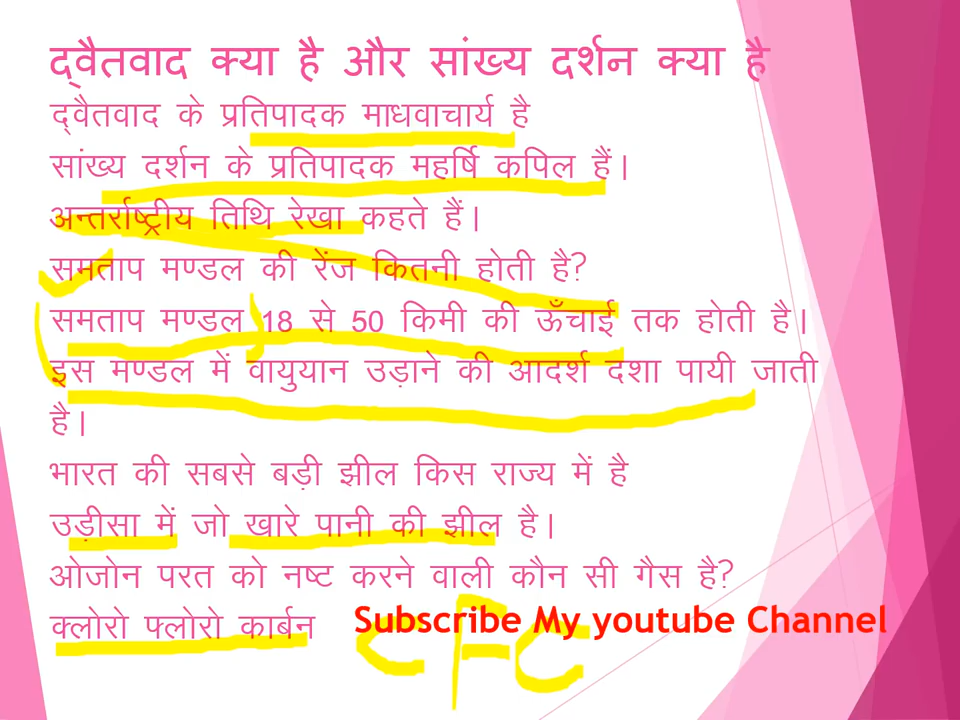 द्वैतवाद क्या है और सांख्य दर्शन क्या है
द्वैतवाद के प्रतिपादक माधवाचार्य है
सांख्य दर्शन के प्रतिपादक महर्षि कपिल हैं।
अन्तर्राष्ट्रीय तिथि रेखा कहते हैं।
समताप मण्डल की रेंज कितनी होती है?
समताप मण्डल 18 से 50 किमी की ऊँचाई तक होती है।
इस मण्डल में वायुयान उड़ाने की आदर्श दशा पायी जाती
है।
भारत की सबसे बड़ी झील किस राज्य में है
उड़ीसा में जो खारे पानी की झील है।
ओजोन परत को नष्ट करने वाली कौन सी गैस है?
क्लोरो फ्लोरो कार्बन
Subscribe My youtube Channel
CFC